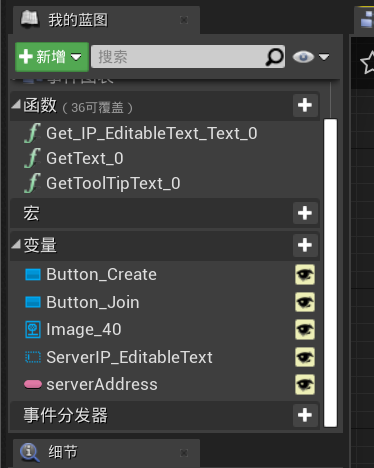 我的蓝图
新增
搜索
事件图表
函数（36可覆盖）
Get_IP_EditableText_Text_0
GetText_0
GetToolTipText_0
宏
变量
Button_Create
Button_Join
Image_40
ServerIP_EditableText
serverAddress
事件分发器
细节